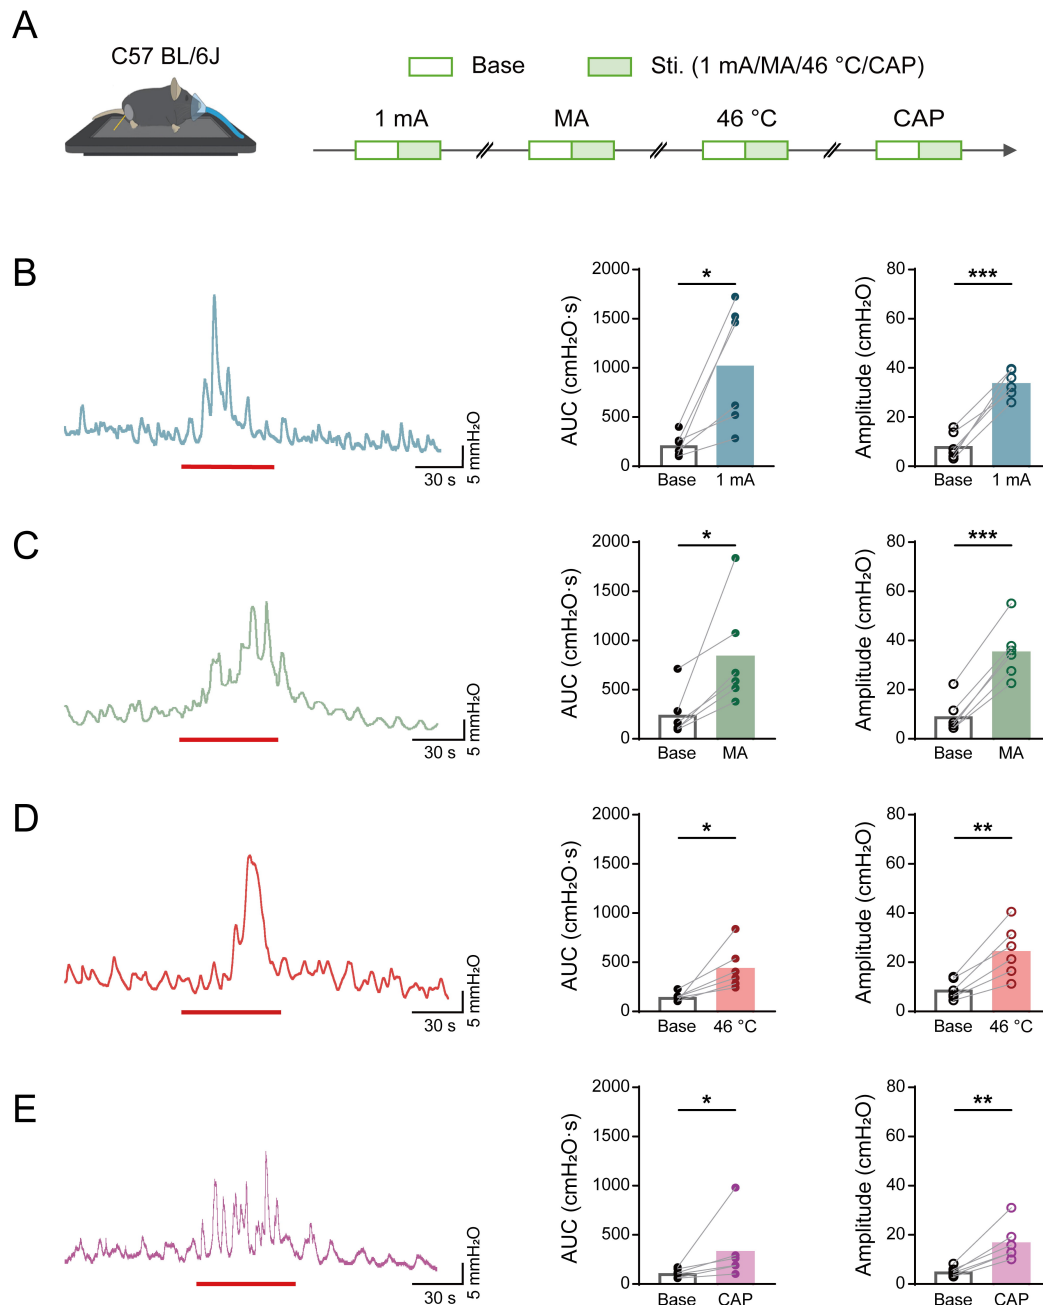 A
C57 BL/6J
Base
Sti. (1 mA/MA/46 °C/CAP)
1 mA
MA
46 °C
CAP
B
30 s
5 mmH₂O
AUC (cmH₂O·s)
2000
1500
1000
500
0
*
Base
1 mA
Amplitude (cmH₂O)
80
60
40
20
0
***
Base
1 mA
C
30 s
5 mmH₂O
AUC (cmH₂O·s)
2000
1500
1000
500
0
*
Base
MA
Amplitude (cmH₂O)
80
60
40
20
0
***
Base
MA
D
30 s
5 mmH₂O
AUC (cmH₂O·s)
2000
1500
1000
500
0
*
Base
46 °C
Amplitude (cmH₂O)
80
60
40
20
0
**
Base
46 °C
E
30 s
5 mmH₂O
AUC (cmH₂O·s)
2000
1500
1000
500
0
*
Base
CAP
Amplitude (cmH₂O)
80
60
40
20
0
**
Base
CAP